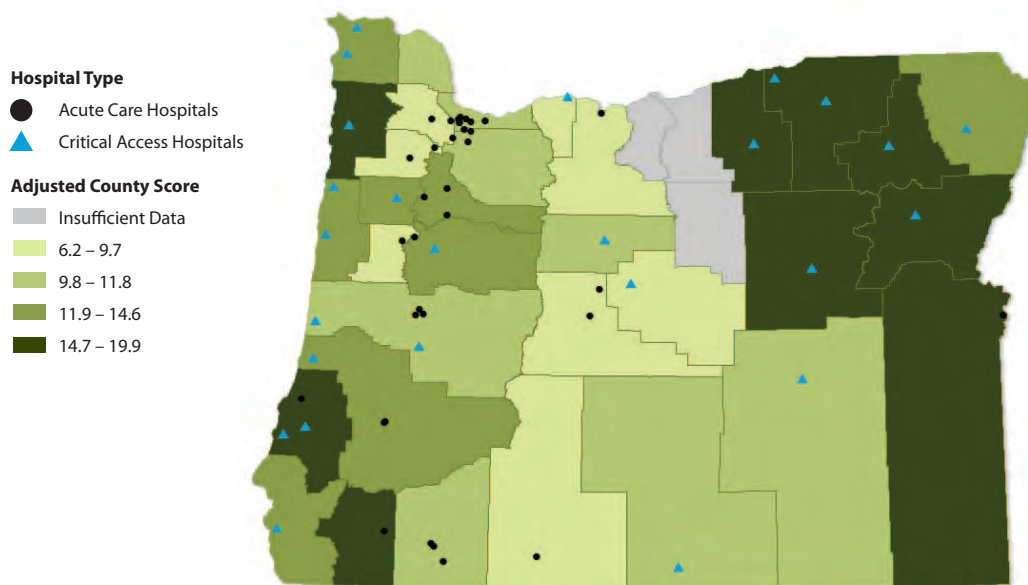 Hospital Type
Acute Care Hospitals
Critical Access Hospitals
Adjusted County Score
Insufficient Data
6.2 – 9.7
9.8 – 11.8
11.9 – 14.6
14.7 – 19.9